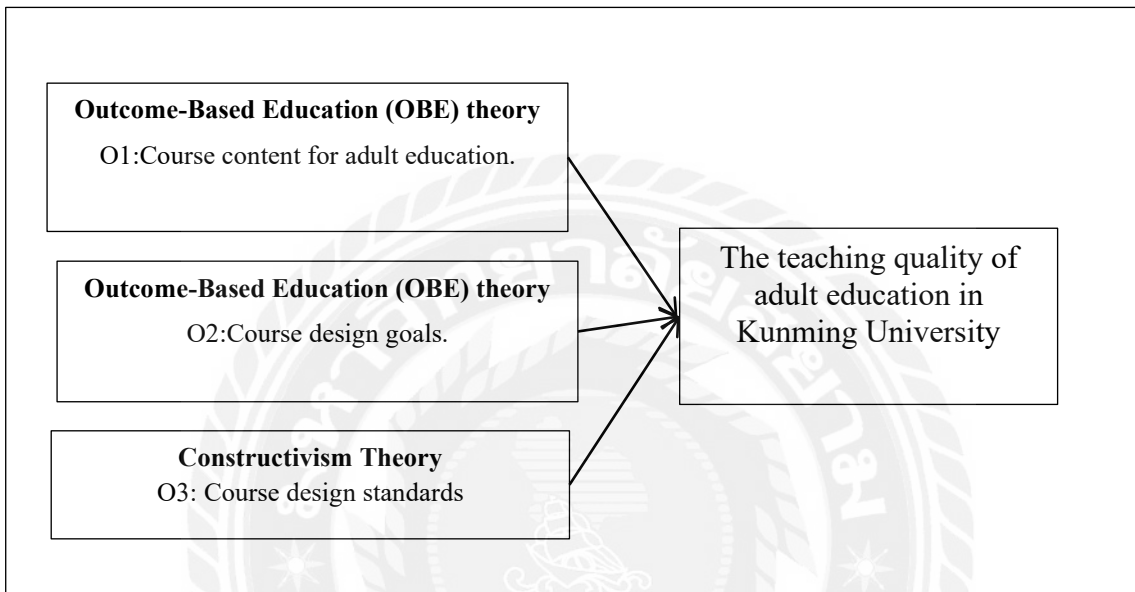 Outcome-Based Education (OBE) theory
O1:Course content for adult education.
Outcome-Based Education (OBE) theory
O2:Course design goals.
Constructivism Theory
O3: Course design standards
The teaching quality of
adult education in
Kunming University